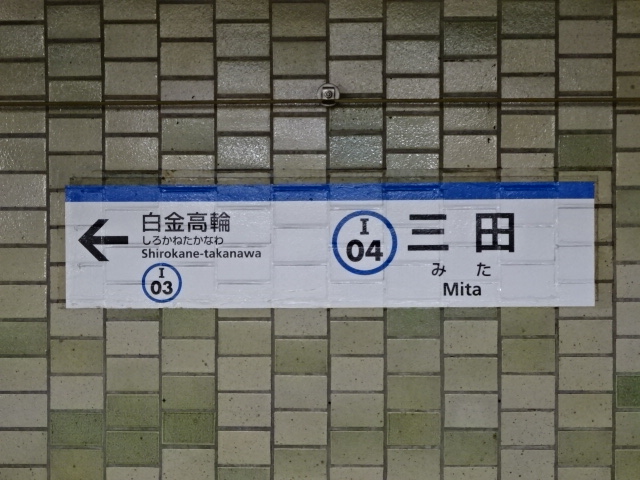 白金高輪
しろかねたかなわ
Shirokane-takanawa
I
03
I
04
三田
みた
Mita